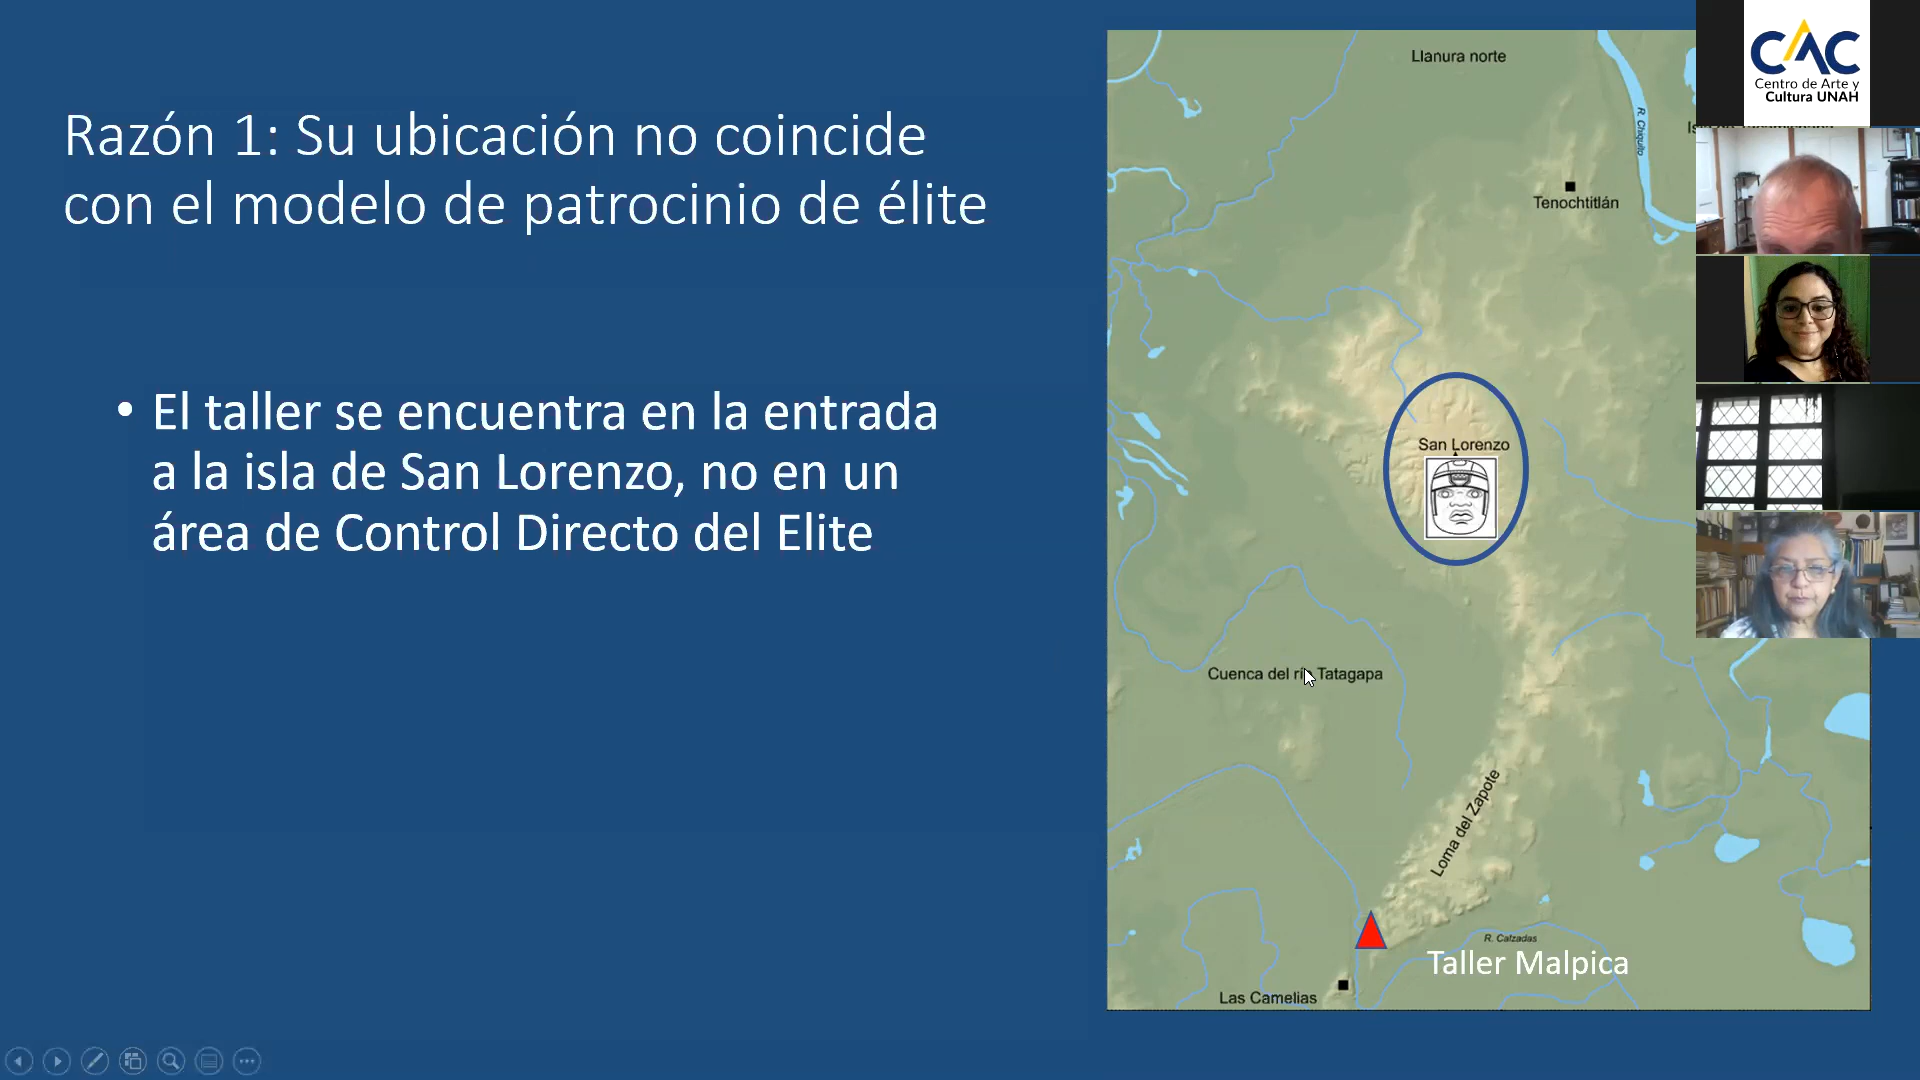 Razón 1: Su ubicación no coincide
con el modelo de patrocinio de élite
• El taller se encuentra en la entrada
a la isla de San Lorenzo, no en un
área de Control Directo del Elite
Llanura norte
R. Chiquito
Tenochtitlán
San Lorenzo
Cuenca del río Tatagapa
Loma del Zapote
R. Calzadas
Taller Malpica
Las Camelias
CAC
Centro de Arte y
Cultura UNAH